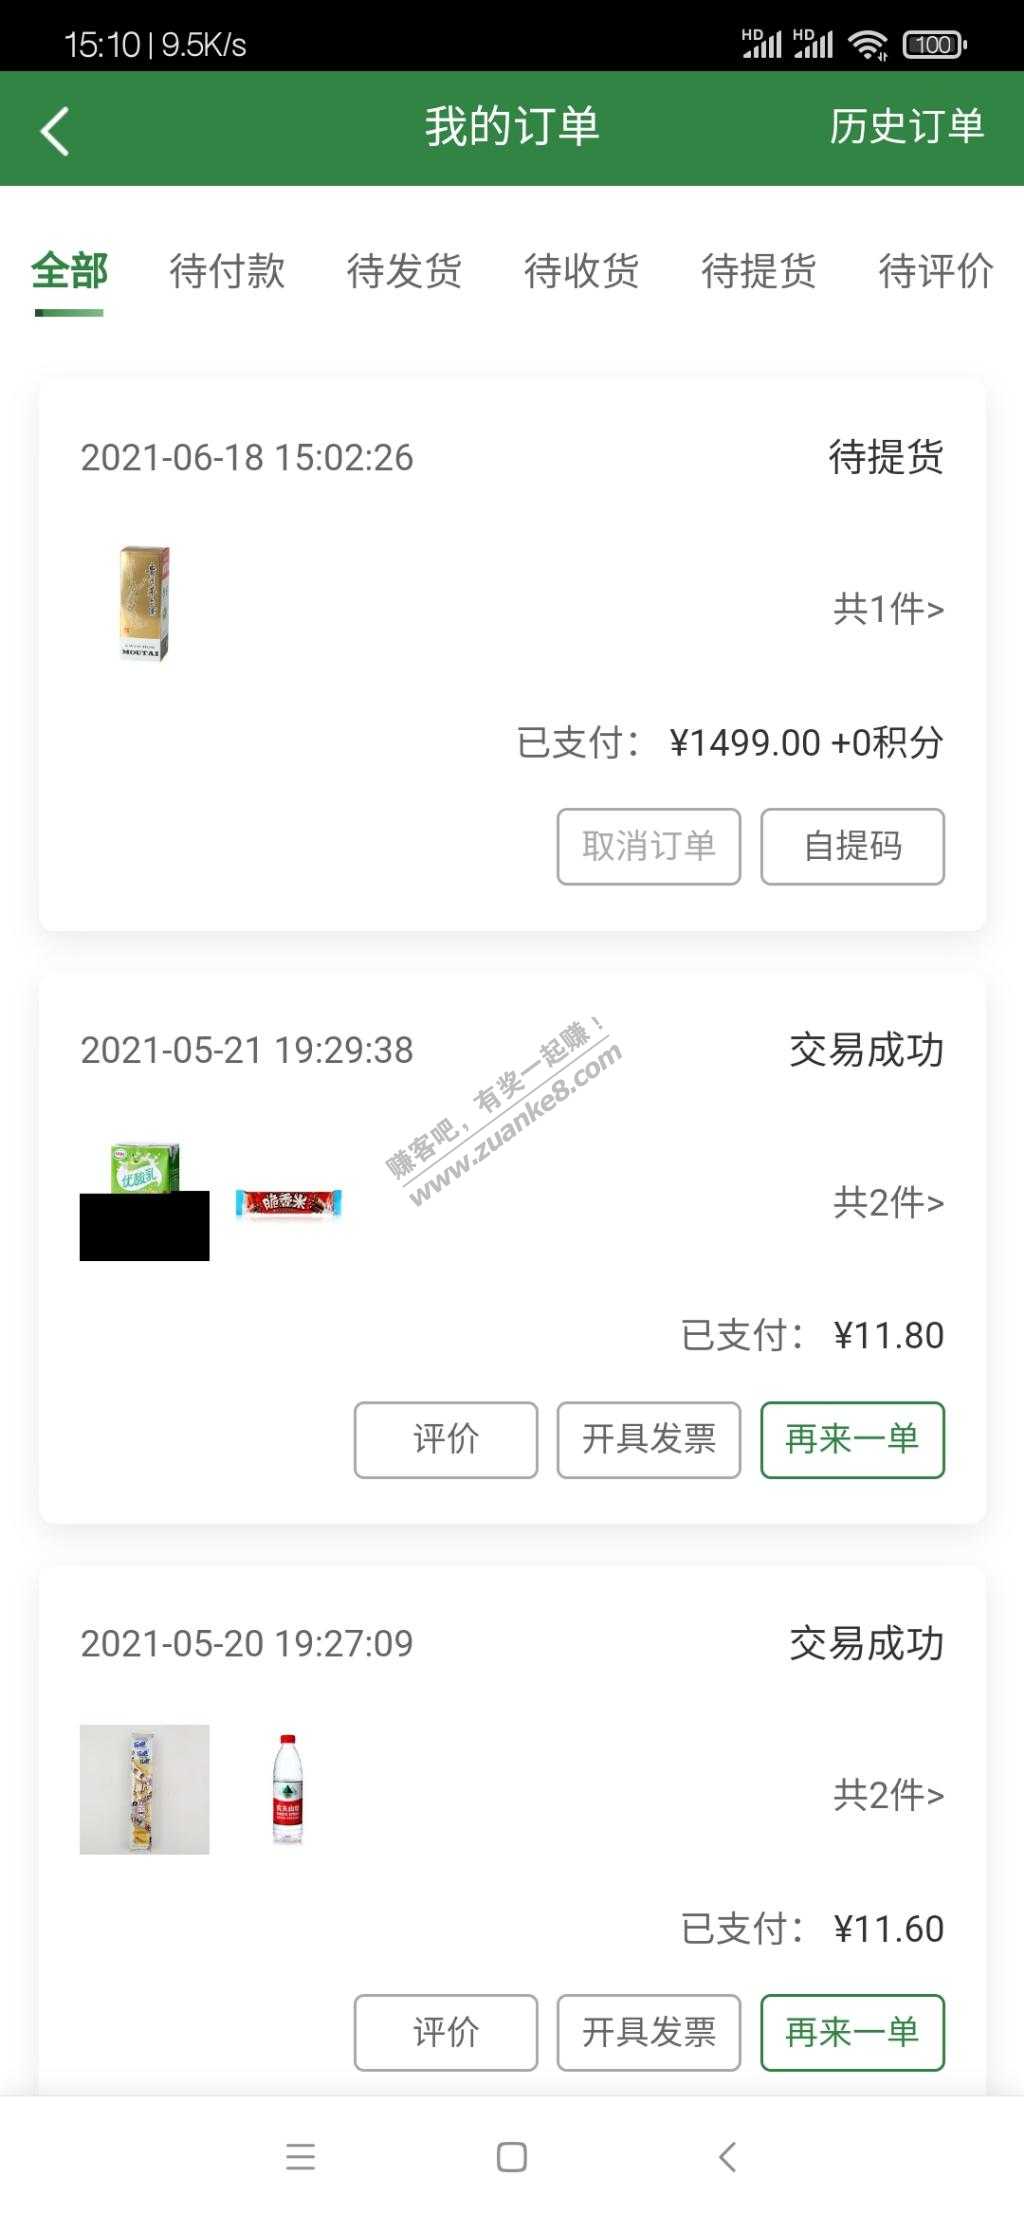 15:10 | 9.5K/s
HD HD 100
我的订单
历史订单
全部 待付款 待发货 待收货 待提货 待评价
2021-06-18 15:02:26
待提货
MOUTAI
共1件>
已支付： ¥1499.00 +0积分
取消订单 自提码
2021-05-21 19:29:38
交易成功
赚客吧，有奖一起赚！
www.zuanke8.com
优酸乳
脆香米
共2件>
已支付： ¥11.80
评价 开具发票 再来一单
2021-05-20 19:27:09
交易成功
农夫山泉
共2件>
已支付： ¥11.60
评价 开具发票 再来一单